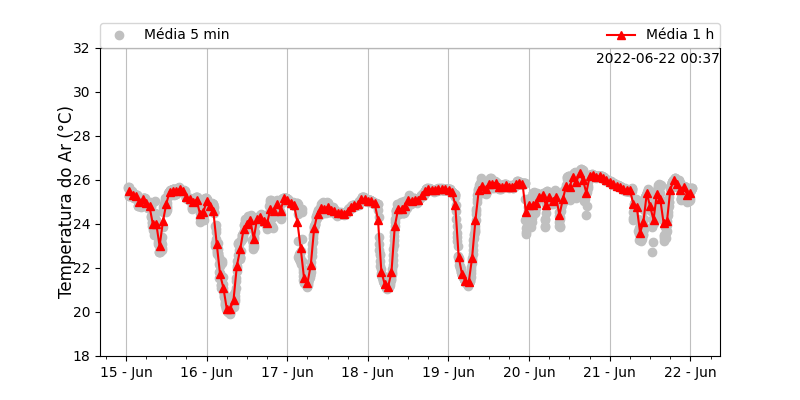 Média 5 min
Média 1 h
2022-06-22 00:37
Temperatura do Ar (°C)
32
30
28
26
24
22
20
18
15 - Jun
16 - Jun
17 - Jun
18 - Jun
19 - Jun
20 - Jun
21 - Jun
22 - Jun